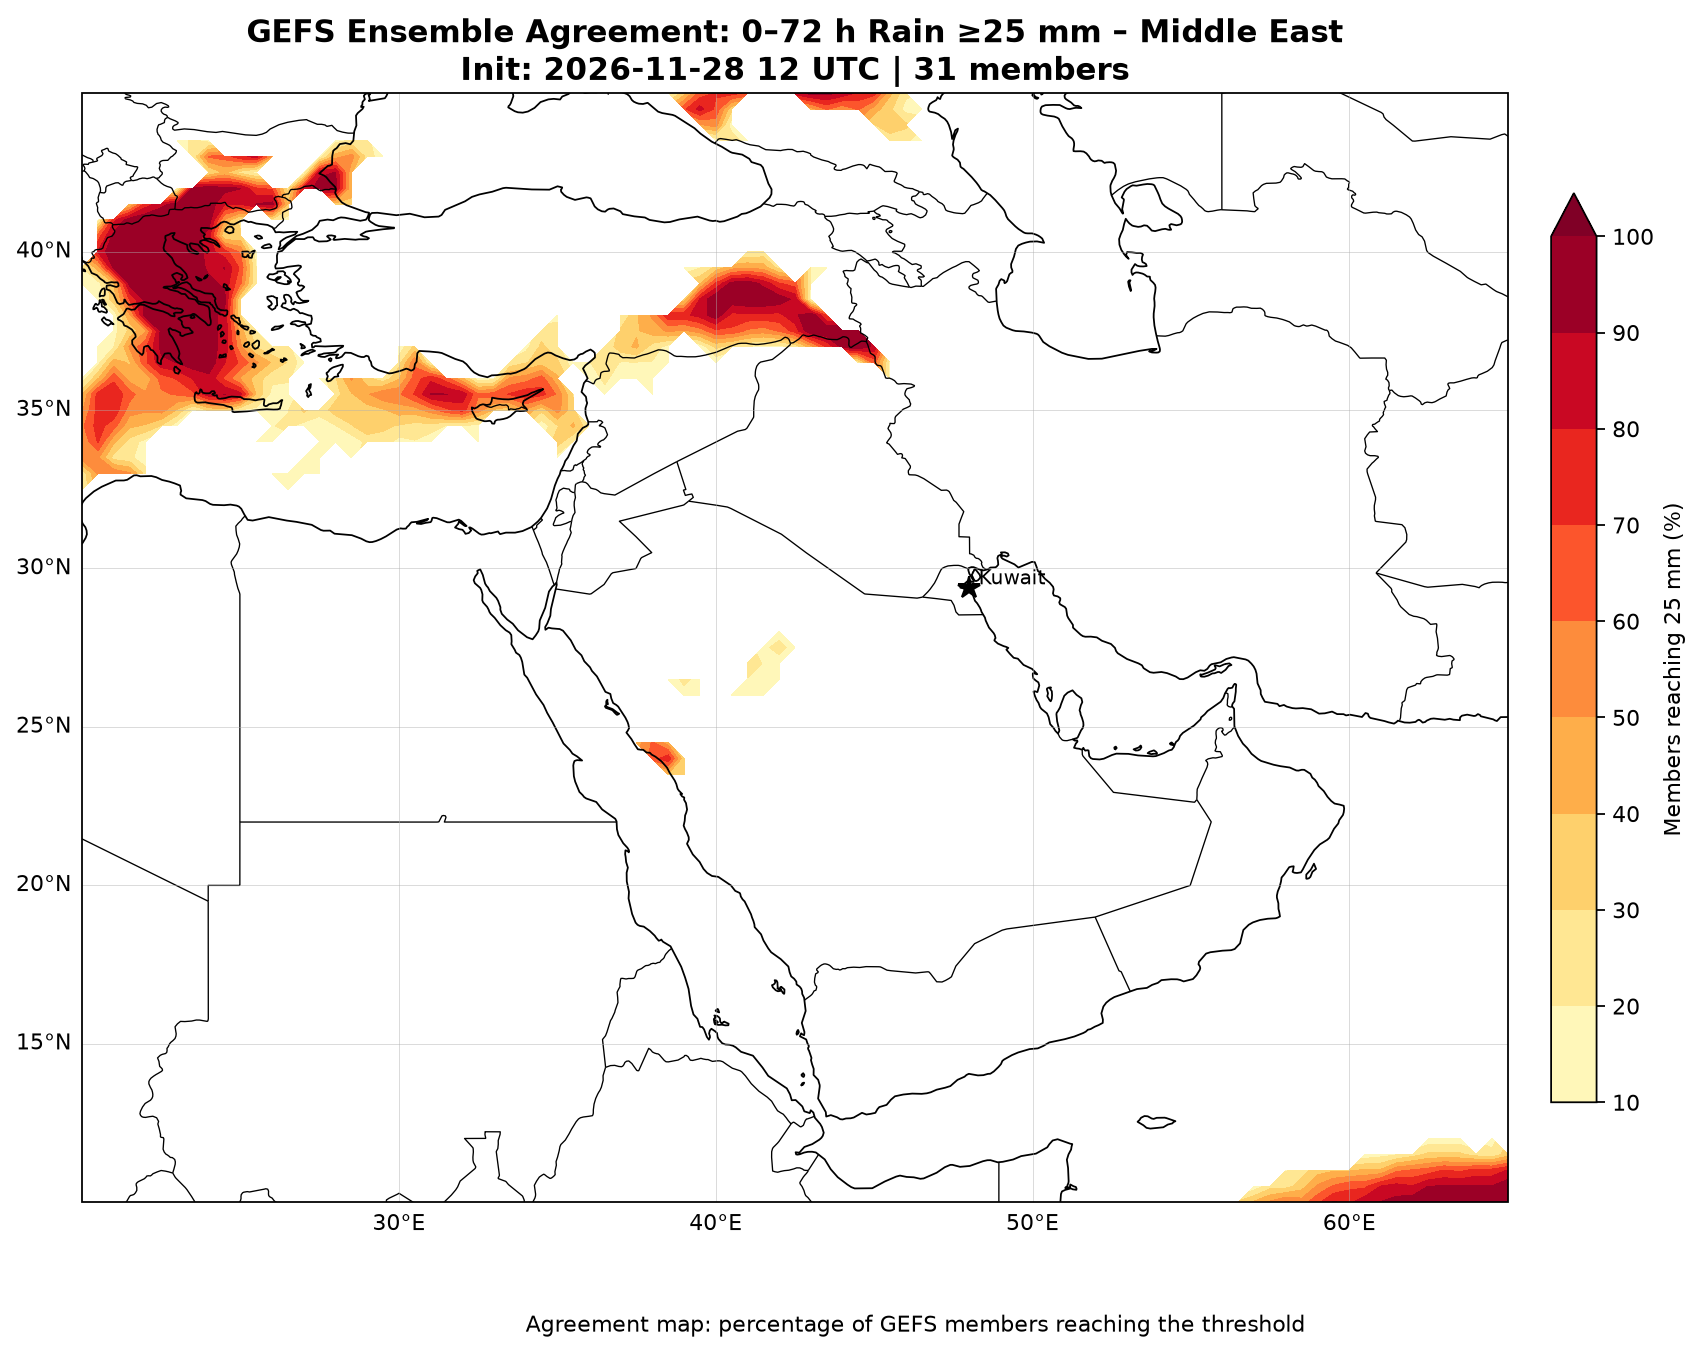 GEFS Ensemble Agreement: 0–72 h Rain ≥25 mm – Middle East
Init: 2026-11-28 12 UTC | 31 members
40°N
35°N
30°N
25°N
20°N
15°N
30°E
40°E
50°E
60°E
Kuwait
100
90
80
70
60
50
40
30
20
10
Members reaching 25 mm (%)
Agreement map: percentage of GEFS members reaching the threshold